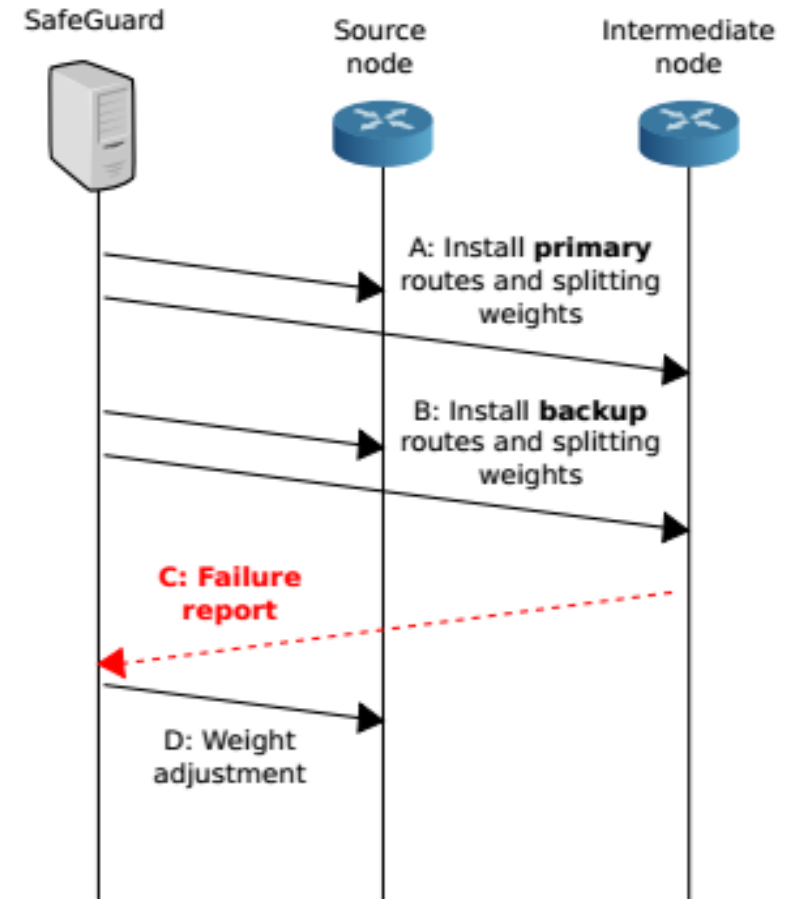 SafeGuard
Source
node
Intermediate
node
A: Install primary
routes and splitting
weights
B: Install backup
routes and splitting
weights
C: Failure
report
D: Weight
adjustment